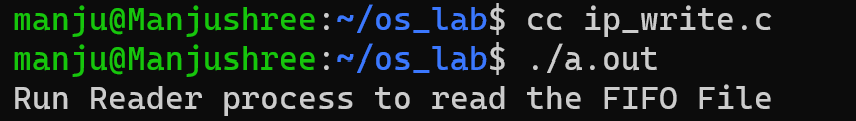 manju@Manjushree:~/os_lab$ cc ip_write.c
manju@Manjushree:~/os_lab$ ./a.out
Run Reader process to read the FIFO File